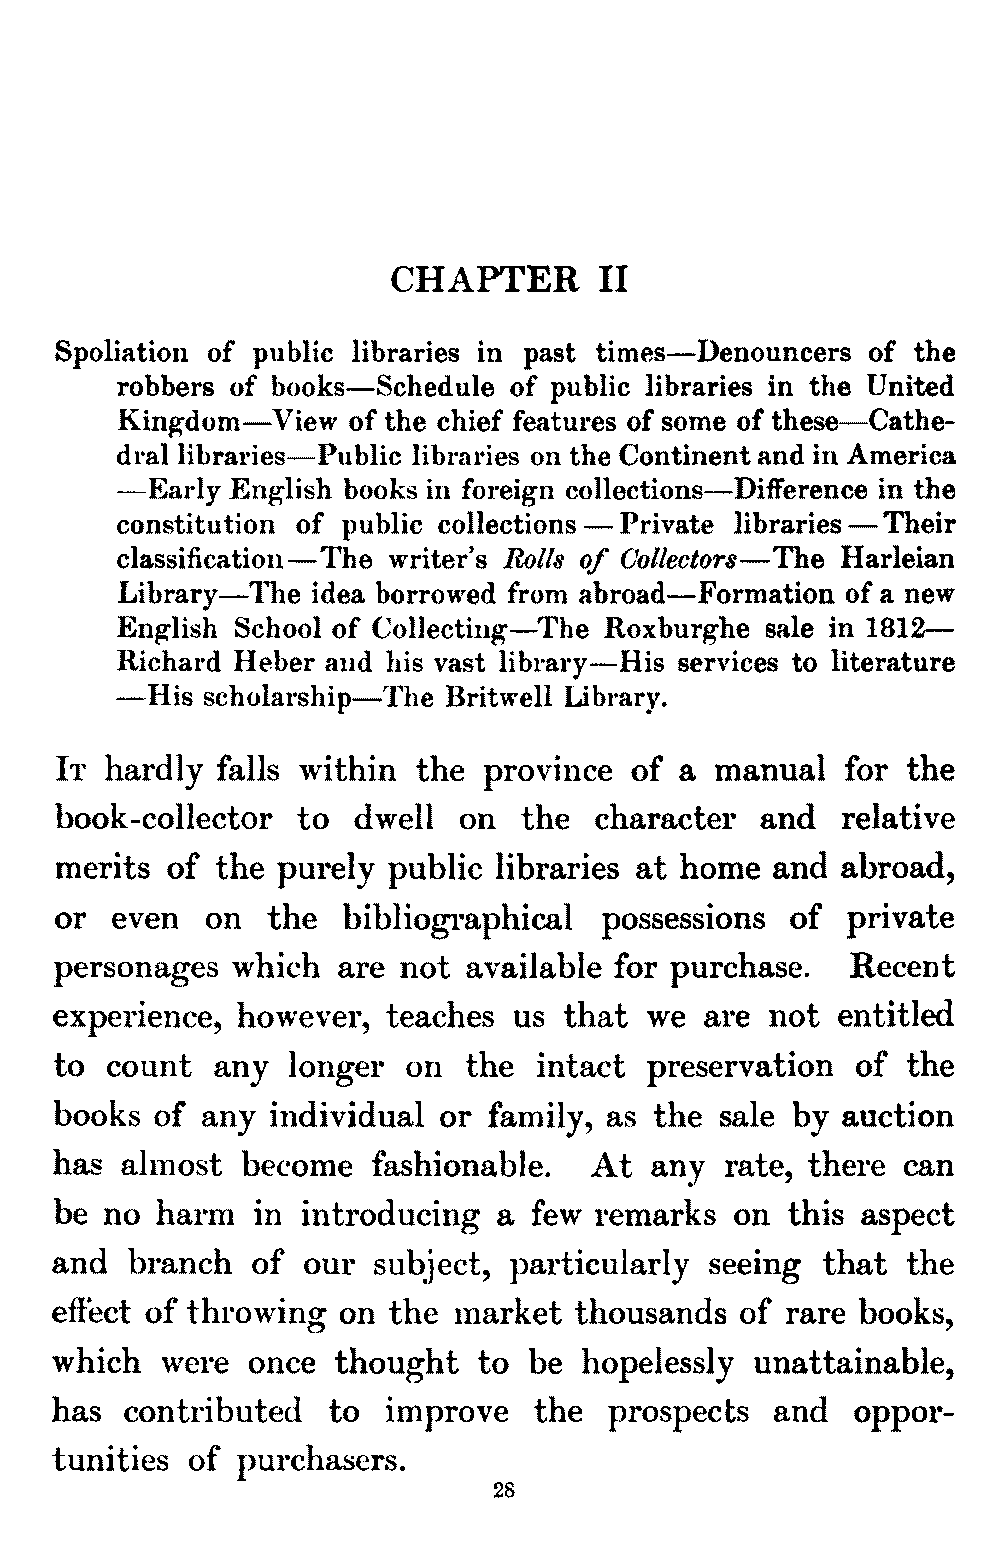 CHAPTER II
Spoliation of public libraries in past times—Denouncers of the
robbers of books—Schedule of public libraries in the United
Kingdom—View of the chief features of some of these—Cathe-
dral libraries—Public libraries on the Continent and in America
—Early English books in foreign collections—Difference in the
constitution of public collections — Private libraries — Their
classification—The writer's Rolls of Collectors—The Harleian
Library—The idea borrowed from abroad—Formation of a new
English School of Collecting—The Roxburghe sale in 1812—
Richard Heber and his vast library—His services to literature
—His scholarship—The Britwell Library.
IT hardly falls within the province of a manual for the
book-collector to dwell on the character and relative
merits of the purely public libraries at home and abroad,
or even on the bibliographical possessions of private
personages which are not available for purchase. Recent
experience, however, teaches us that we are not entitled
to count any longer on the intact preservation of the
books of any individual or family, as the sale by auction
has almost become fashionable. At any rate, there can
be no harm in introducing a few remarks on this aspect
and branch of our subject, particularly seeing that the
effect of throwing on the market thousands of rare books,
which were once thought to be hopelessly unattainable,
has contributed to improve the prospects and oppor-
tunities of purchasers.
28